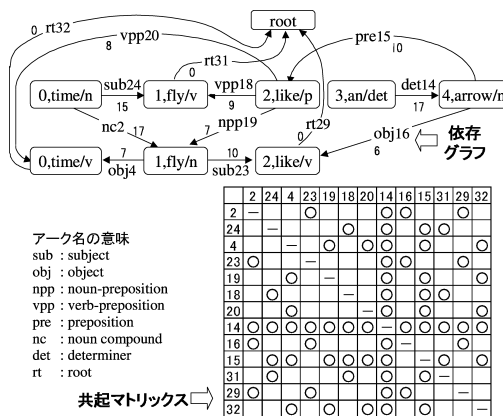 root
0 rt32
vpp20
8
rt31
0
pre15
10
0,time/n
sub24
15
1,fly/v
vpp18
9
2,like/p
3,an/det
det14
17
4,arrow/n
nc2
17
npp19
7
rt29
0
obj16
6
依存
グラフ
0,time/v
7
obj4
1,fly/n
10
sub23
2,like/v
アーク名の意味
sub : subject
obj : object
npp : noun-preposition
vpp : verb-preposition
pre : preposition
nc : noun compound
det : determiner
rt : root
共起マトリックス
2 24 4 23 19 18 20 14 16 15 31 29 32
2 － ○ ○ ○ ○
24 － ○ ○ ○ ○
4 － ○ ○ ○ ○ ○
23 ○ － ○ ○ ○
19 ○ － ○ ○ ○
18 ○ － ○ ○ ○
20 ○ － ○ ○ ○
14 ○ ○ ○ ○ ○ ○ ○ － ○ ○ ○ ○ ○
16 ○ ○ ○ － ○
15 ○ ○ ○ ○ ○ ○ － ○ ○
31 ○ ○ ○ ○ －
29 ○ ○ ○ ○ －
32 ○ ○ ○ ○ ○ －